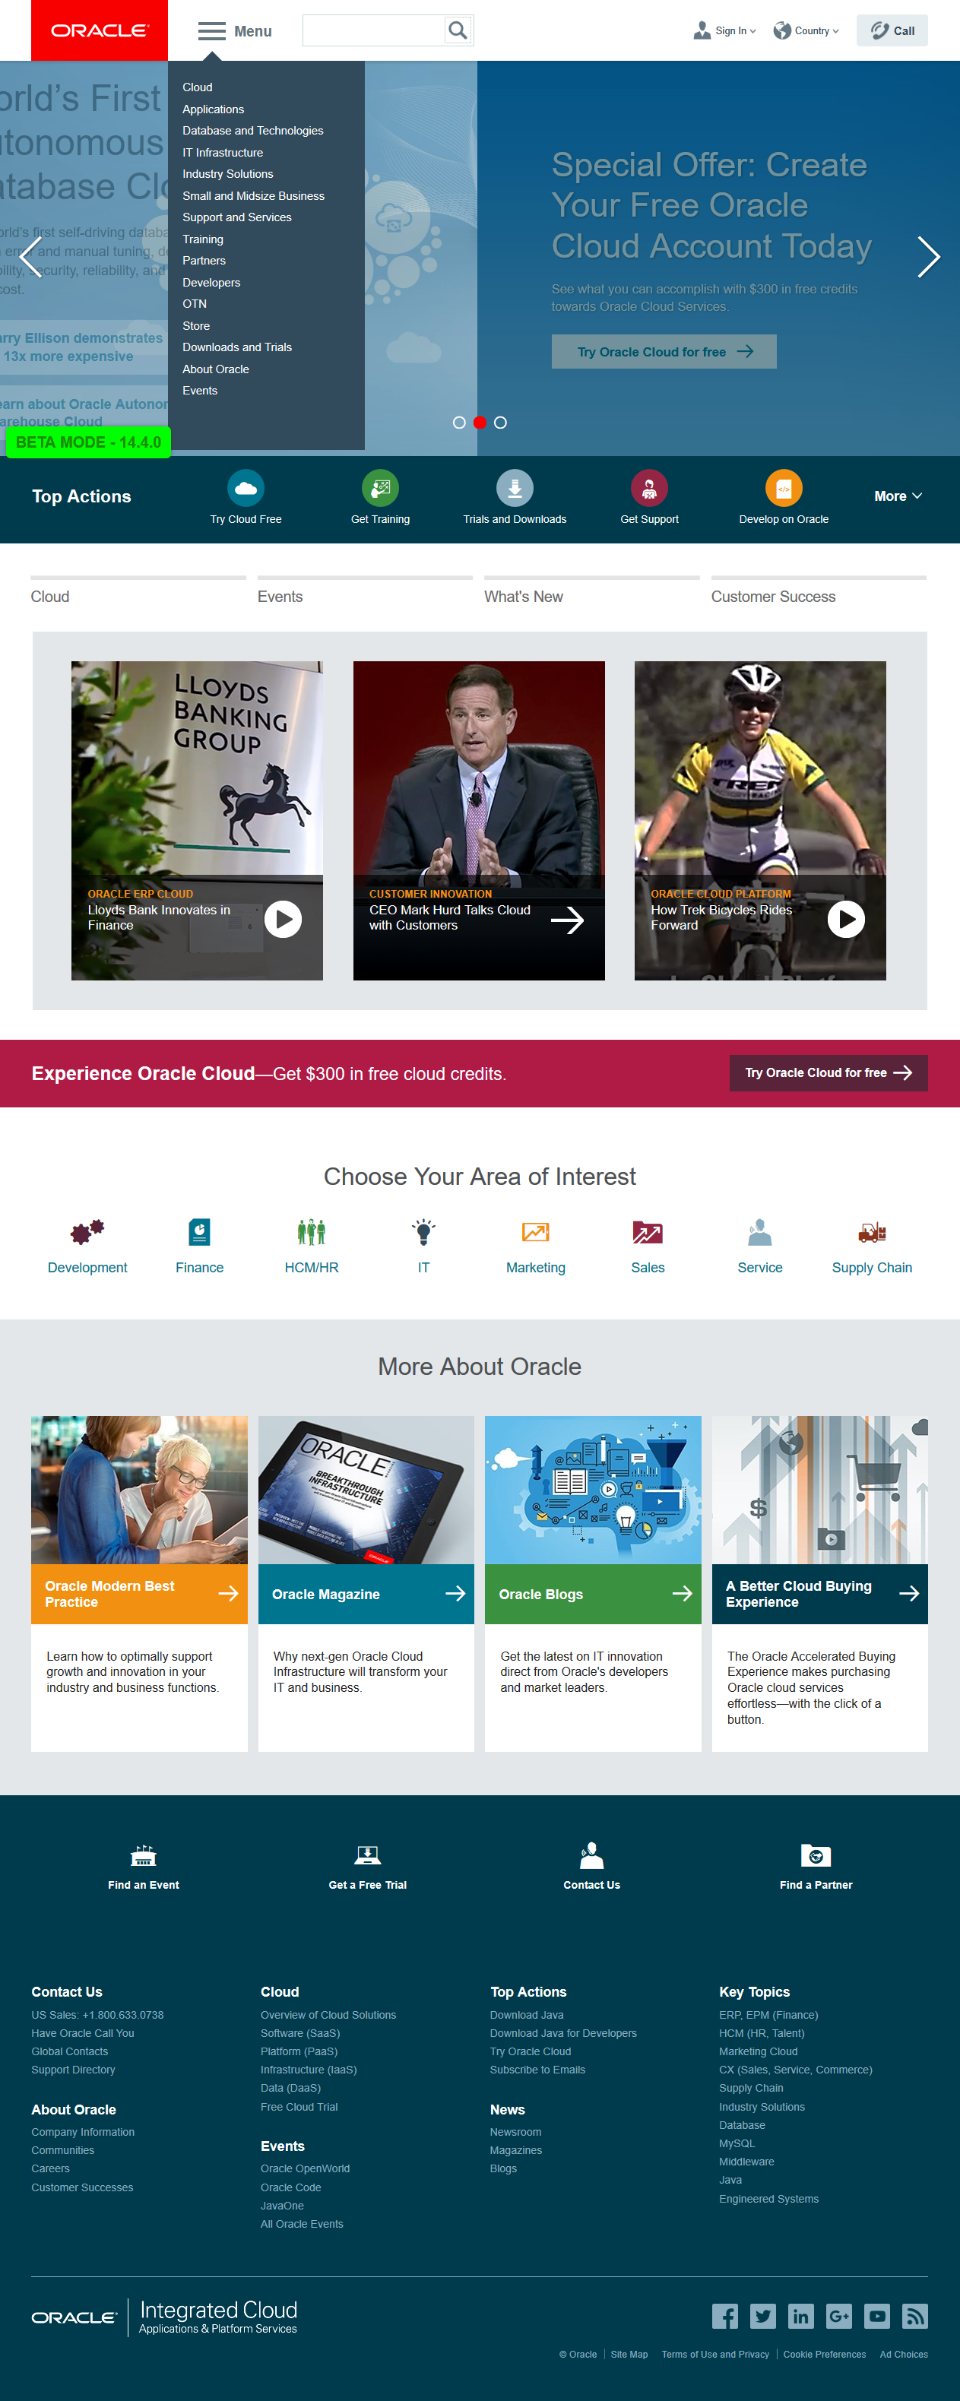 ORACLE
Menu
Sign In
Country
Call
Cloud
Applications
Database and Technologies
IT Infrastructure
Industry Solutions
Small and Midsize Business
Support and Services
Training
Partners
Developers
OTN
Store
Downloads and Trials
About Oracle
Events
orld's First
tonomous
tabase Clo
orld's first self-driving databa
error and manual tuning, d
bility, security, reliability, and
cost.
rry Ellison demonstrates
13x more expensive
earn about Oracle Autonor
arehouse Cloud
BETA MODE - 14.4.0
Special Offer: Create
Your Free Oracle
Cloud Account Today
See what you can accomplish with $300 in free credits
towards Oracle Cloud Services.
Try Oracle Cloud for free
Top Actions
Try Cloud Free
Get Training
Trials and Downloads
Get Support
Develop on Oracle
More
Cloud
Events
What's New
Customer Success
LLOYDS
BANKING
GROUP
ORACLE ERP CLOUD
Lloyds Bank Innovates in
Finance
CUSTOMER INNOVATION
CEO Mark Hurd Talks Cloud
with Customers
TREK
ORACLE CLOUD PLATFORM
How Trek Bicycles Rides
Forward
Experience Oracle Cloud—Get $300 in free cloud credits.
Try Oracle Cloud for free
Choose Your Area of Interest
Development
Finance
HCM/HR
IT
Marketing
Sales
Service
Supply Chain
More About Oracle
ORACLE
BREAKTHROUGH
INFRASTRUCTURE
Oracle Modern Best
Practice
Learn how to optimally support
growth and innovation in your
industry and business functions.
Oracle Magazine
Why next-gen Oracle Cloud
Infrastructure will transform your
IT and business.
Oracle Blogs
Get the latest on IT innovation
direct from Oracle's developers
and market leaders.
$
A Better Cloud Buying
Experience
The Oracle Accelerated Buying
Experience makes purchasing
Oracle cloud services
effortless—with the click of a
button.
Find an Event
Get a Free Trial
Contact Us
Find a Partner
Contact Us
US Sales: +1.800.633.0738
Have Oracle Call You
Global Contacts
Support Directory
About Oracle
Company Information
Communities
Careers
Customer Successes
Cloud
Overview of Cloud Solutions
Software (SaaS)
Platform (PaaS)
Infrastructure (IaaS)
Data (DaaS)
Free Cloud Trial
Events
Oracle OpenWorld
Oracle Code
JavaOne
All Oracle Events
Top Actions
Download Java
Download Java for Developers
Try Oracle Cloud
Subscribe to Emails
News
Newsroom
Magazines
Blogs
Key Topics
ERP, EPM (Finance)
HCM (HR, Talent)
Marketing Cloud
CX (Sales, Service, Commerce)
Supply Chain
Industry Solutions
Database
MySQL
Middleware
Java
Engineered Systems
ORACLE
Integrated Cloud
Applications & Platform Services
© Oracle
Site Map
Terms of Use and Privacy
Cookie Preferences
Ad Choices